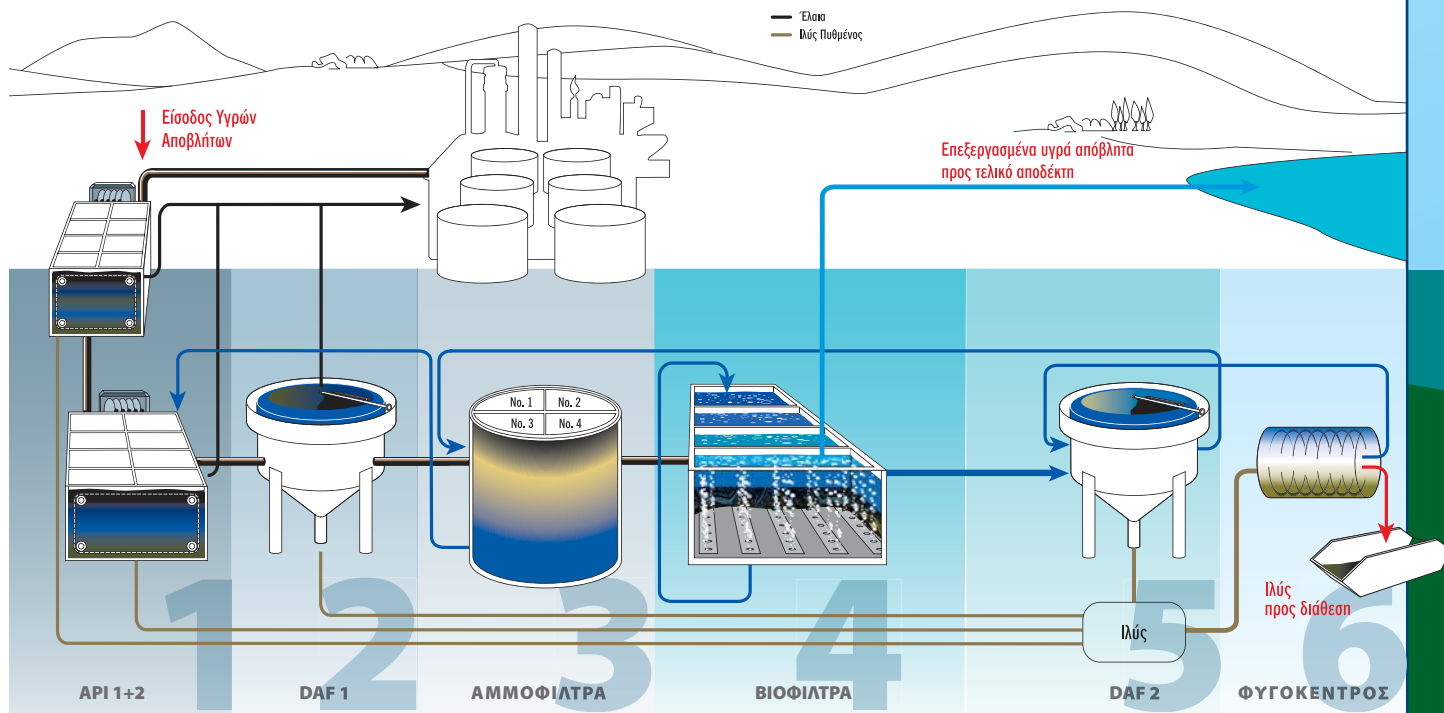 Έλαια
Ιλύς Πυθμένος
Είσοδος Υγρών
Αποβλήτων
Επεξεργασμένα υγρά απόβλητα
προς τελικό αποδέκτη
No. 1
No. 2
No. 3
No. 4
Ιλύς
προς διάθεση
Ιλύς
1
2
3
4
5
6
API 1+2
DAF 1
ΑΜΜΟΦΙΛΤΡΑ
ΒΙΟΦΙΛΤΡΑ
DAF 2
ΦΥΓΟΚΕΝΤΡΟΣ